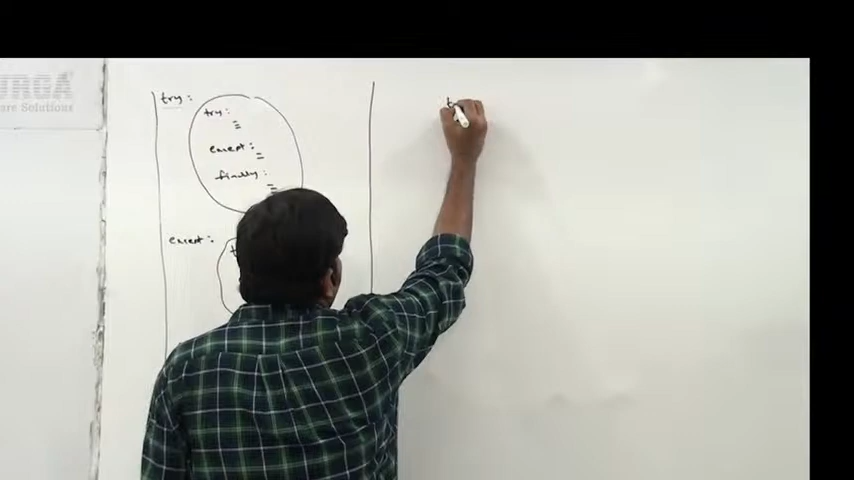 URGA
are Solutions
try:
try:
except:
finally:
except:
t